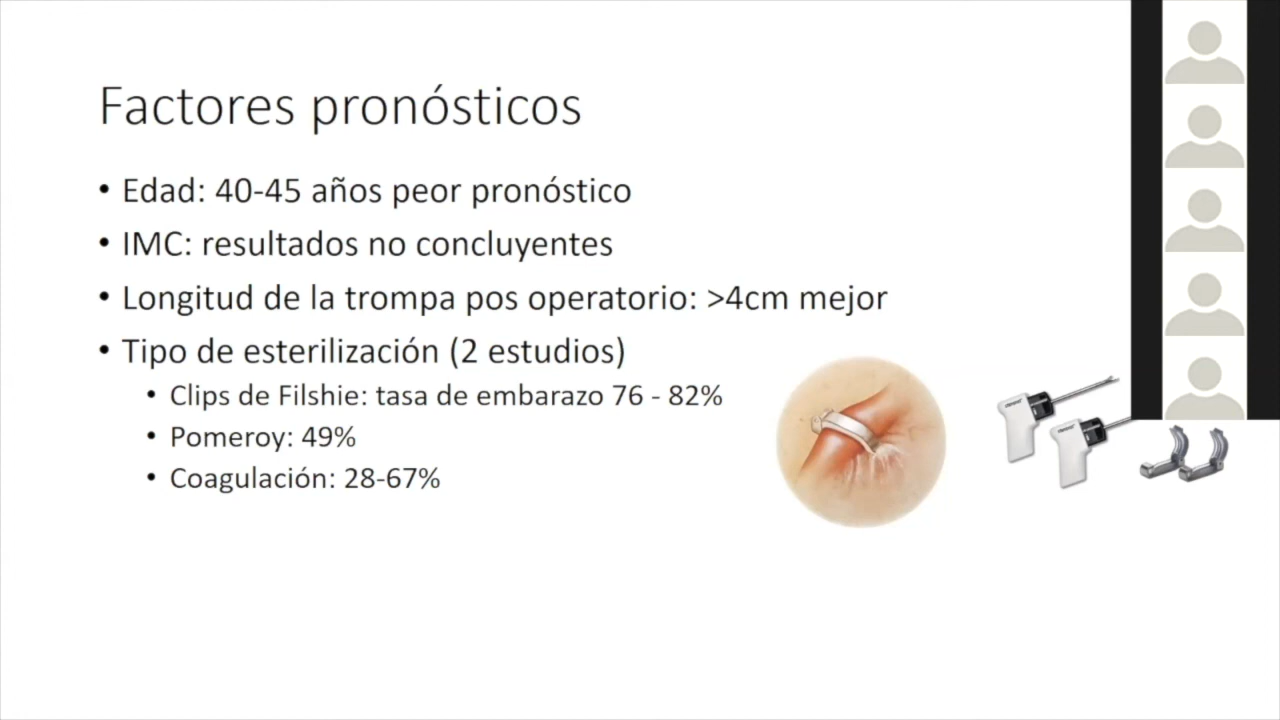 Factores pronósticos
• Edad: 40-45 años peor pronóstico
• IMC: resultados no concluyentes
• Longitud de la trompa pos operatorio: >4cm mejor
• Tipo de esterilización (2 estudios)
• Clips de Filshie: tasa de embarazo 76 - 82%
• Pomeroy: 49%
• Coagulación: 28-67%